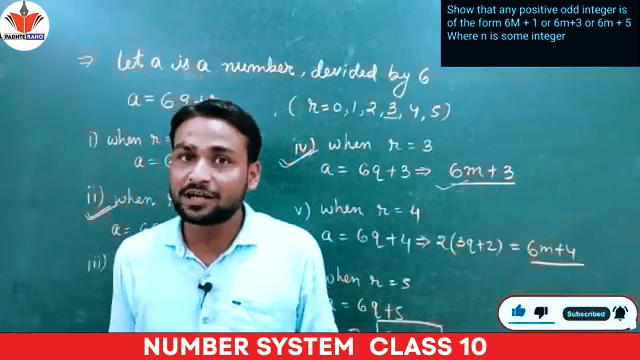 PADHTE RAHO
Show that any positive odd integer is
of the form 6M + 1 or 6m+3 or 6m + 5
Where n is some integer
⇒ Let a is a number, devided by 6
a = 6q+
, ( r = 0, 1, 2, 3, 4, 5)
i) when r =
a = 6
ii) when
a =
iii)
iv) when r = 3
a = 6q + 3 ⇒ 6m + 3
v) when r = 4
a = 6q + 4 ⇒ 2(3q+2) = 6m+4
when r = 5
= 6q + 5
Subscribed
NUMBER SYSTEM CLASS 10